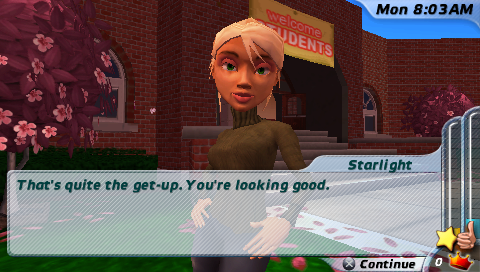 Mon 8:03AM
welcome
STUDENTS
Starlight
That's quite the get-up. You're looking good.
Continue
0